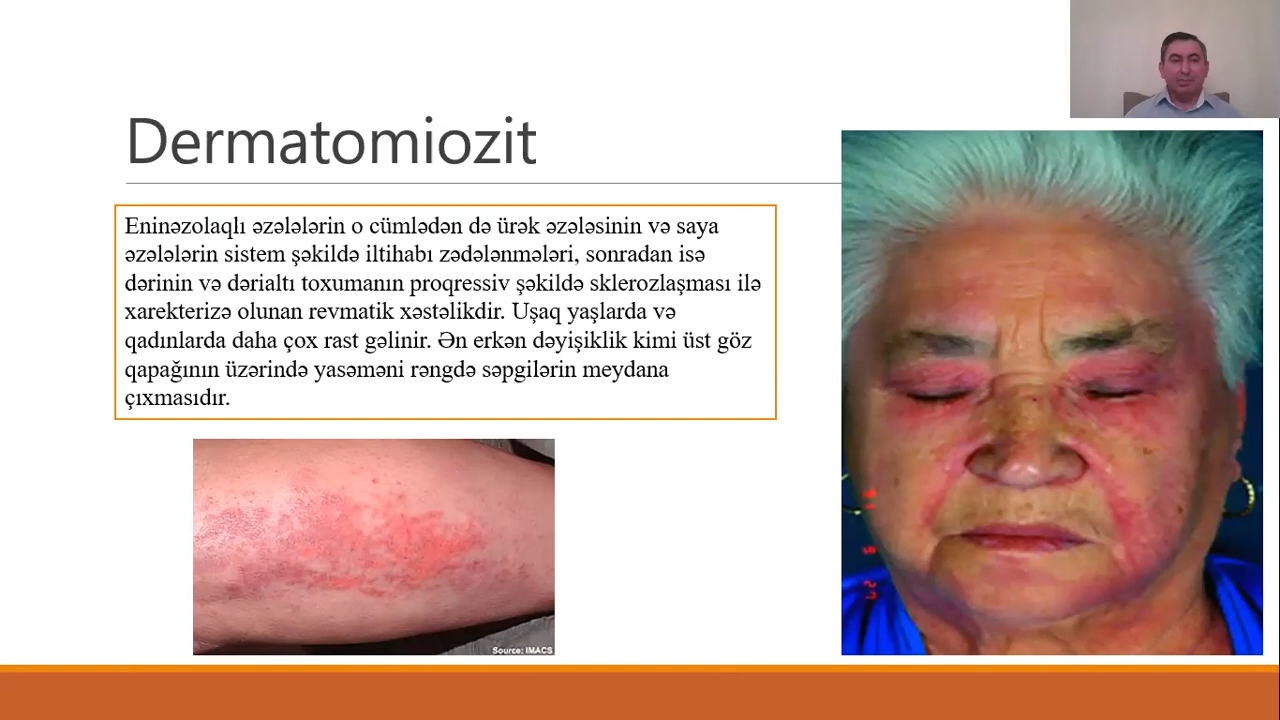 Dermatomiozit
Eninəzolaqlı əzələlərin o cümlədən də ürək əzələsinin və saya
əzələlərin sistem şəkildə iltihabı zədələnmələri, sonradan isə
dərinin və dərialtı toxumanın proqressiv şəkildə sklerozlaşması ilə
xarekterizə olunan revmatik xəstəlikdir. Uşaq yaşlarda və
qadınlarda daha çox rast gəlinir. Ən erkən dəyişiklik kimi üst göz
qapağının üzərində yasəməni rəngdə səpgilərin meydana
çıxmasıdır.
Source: IMACS